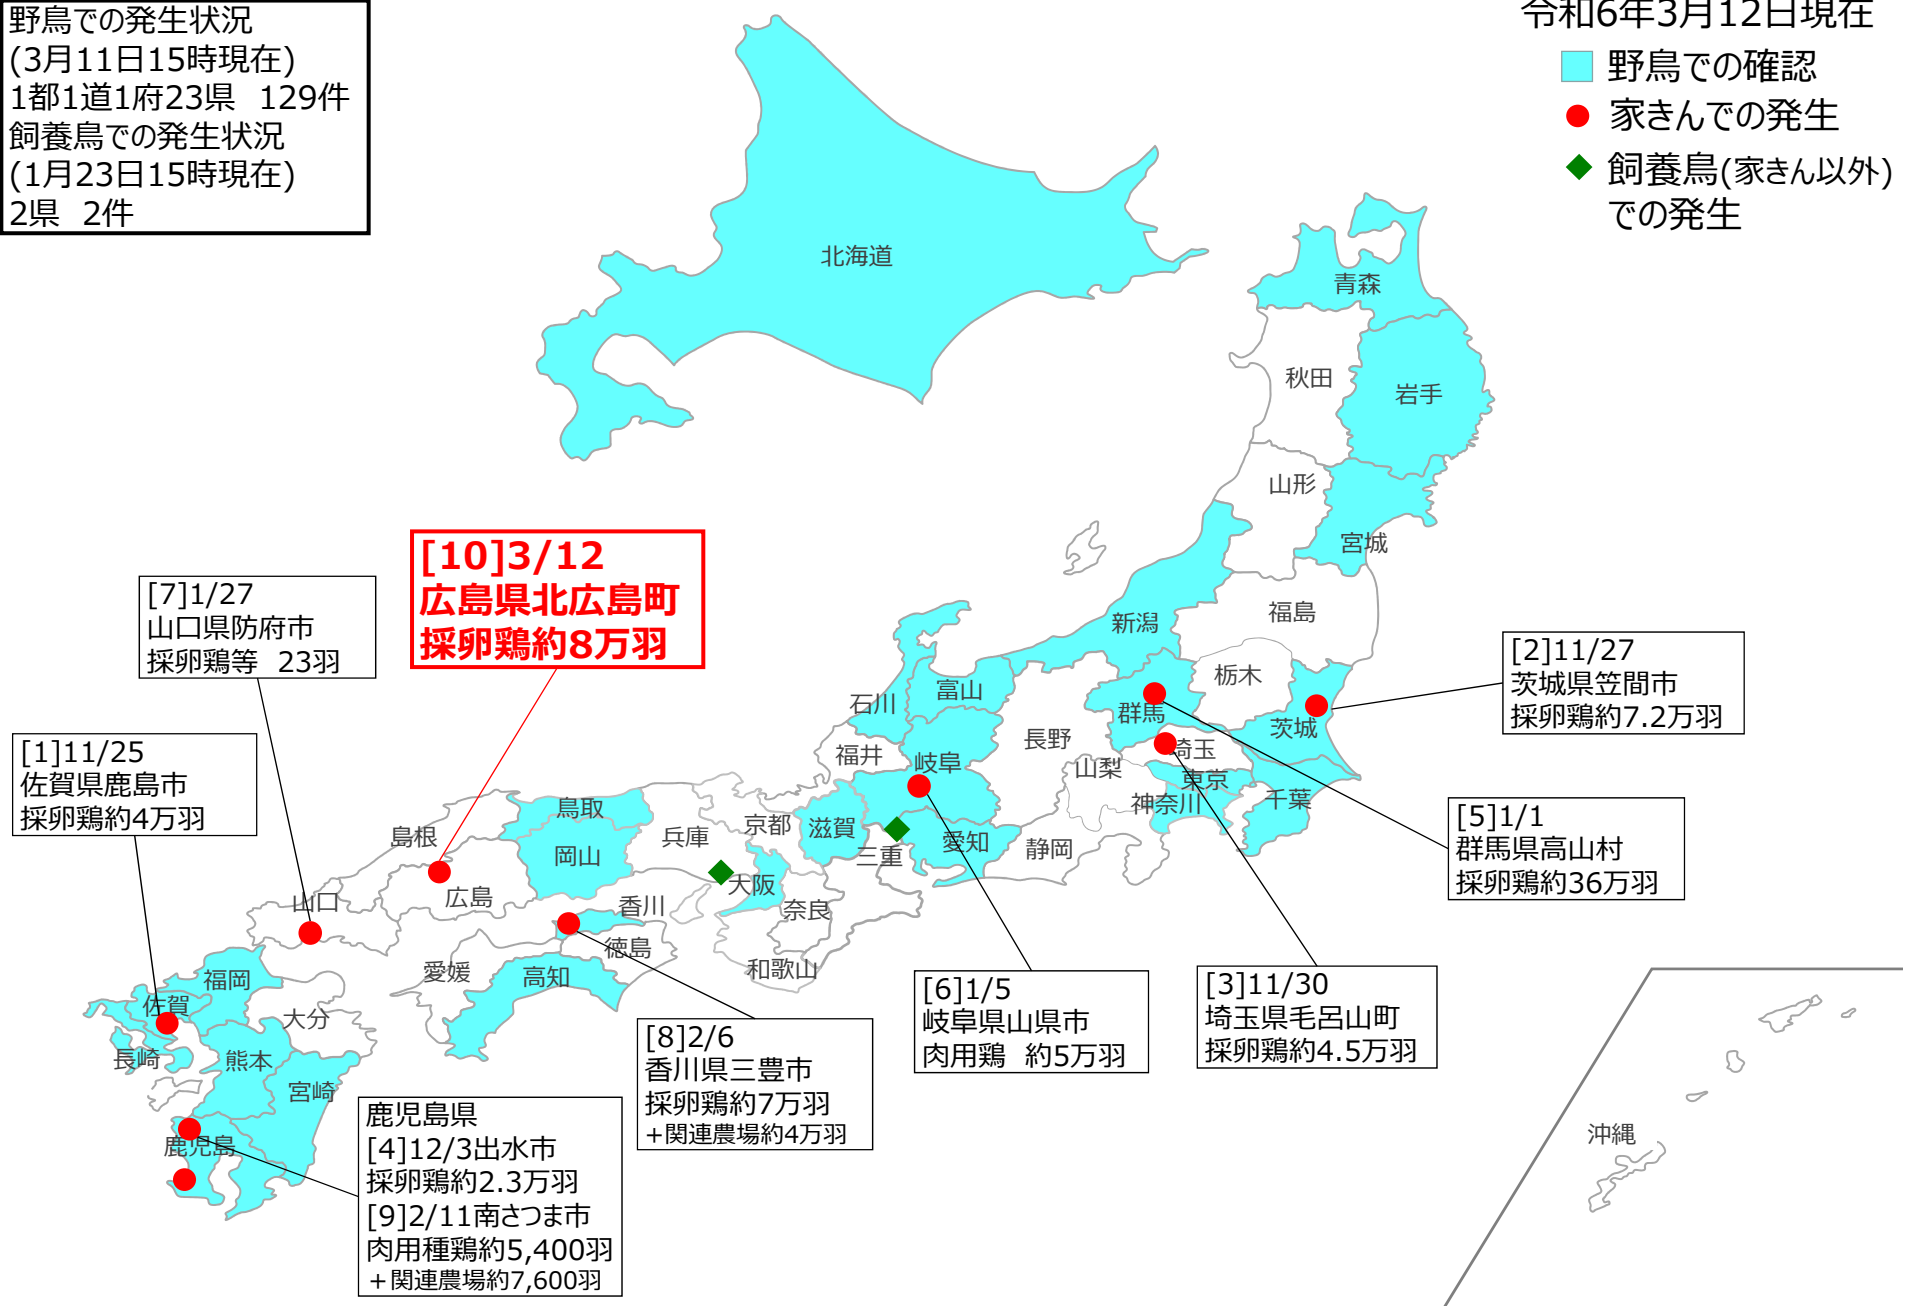 野鳥での発生状況
(3月11日15時現在)
1都1道1府23県 129件
飼養鳥での発生状況
(1月23日15時現在)
2県 2件
令和6年3月12日現在
野鳥での確認
家きんでの発生
飼養鳥(家きん以外)
での発生
北海道
青森
秋田
岩手
山形
宮城
新潟
福島
栃木
群馬
茨城
石川
富山
福井
岐阜
長野
山梨
埼玉
東京
神奈川
千葉
静岡
愛知
三重
滋賀
京都
兵庫
大阪
奈良
和歌山
鳥取
岡山
島根
広島
山口
香川
徳島
愛媛
高知
福岡
佐賀
長崎
大分
熊本
宮崎
鹿児島
沖縄
[10]3/12
広島県北広島町
採卵鶏約8万羽
[7]1/27
山口県防府市
採卵鶏等 23羽
[1]11/25
佐賀県鹿島市
採卵鶏約4万羽
[2]11/27
茨城県笠間市
採卵鶏約7.2万羽
[5]1/1
群馬県高山村
採卵鶏約36万羽
[3]11/30
埼玉県毛呂山町
採卵鶏約4.5万羽
[6]1/5
岐阜県山県市
肉用鶏 約5万羽
[8]2/6
香川県三豊市
採卵鶏約7万羽
+関連農場約4万羽
鹿児島県
[4]12/3出水市
採卵鶏約2.3万羽
[9]2/11南さつま市
肉用種鶏約5,400羽
+関連農場約7,600羽